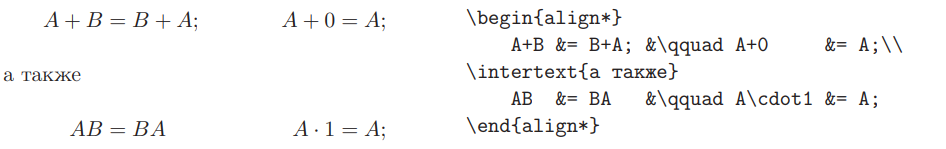 A + B = B + A;    A + 0 = A;
а также
AB = BA    A · 1 = A;
\begin{align*}
    A+B &= B+A; &\qquad A+0     &= A;\\
\intertext{а также}
    AB  &= BA   &\qquad A\cdot1 &= A;
\end{align*}